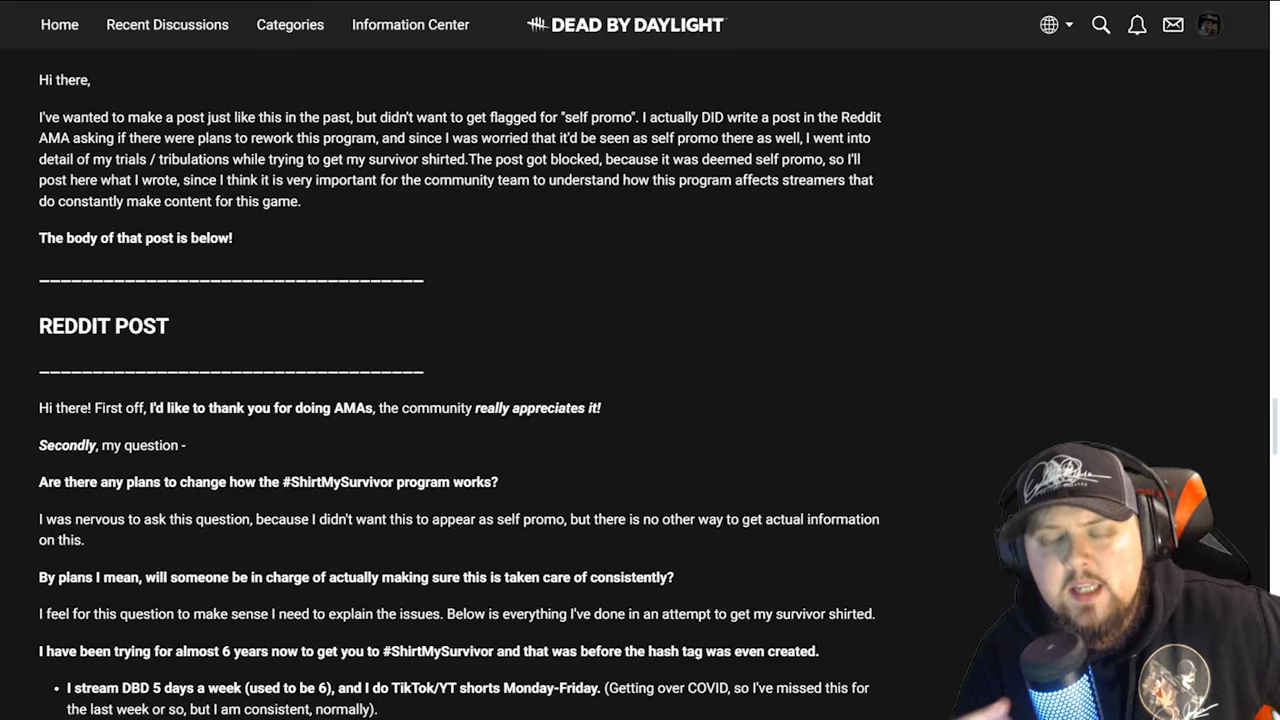 Home Recent Discussions Categories Information Center DEAD BY DAYLIGHT
Hi there,
I've wanted to make a post just like this in the past, but didn't want to get flagged for "self promo". I actually DID write a post in the Reddit
AMA asking if there were plans to rework this program, and since I was worried that it'd be seen as self promo there as well, I went into
detail of my trials / tribulations while trying to get my survivor shirted.The post got blocked, because it was deemed self promo, so I'll
post here what I wrote, since I think it is very important for the community team to understand how this program affects streamers that
do constantly make content for this game.
The body of that post is below!
REDDIT POST
Hi there! First off, I'd like to thank you for doing AMAs, the community really appreciates it!
Secondly, my question -
Are there any plans to change how the #ShirtMySurvivor program works?
I was nervous to ask this question, because I didn't want this to appear as self promo, but there is no other way to get actual information
on this.
By plans I mean, will someone be in charge of actually making sure this is taken care of consistently?
I feel for this question to make sense I need to explain the issues. Below is everything I've done in an attempt to get my survivor shirted.
I have been trying for almost 6 years now to get you to #ShirtMySurvivor and that was before the hash tag was even created.
• I stream DBD 5 days a week (used to be 6), and I do TikTok/YT shorts Monday-Friday. (Getting over COVID, so I've missed this for
the last week or so, but I am consistent, normally).